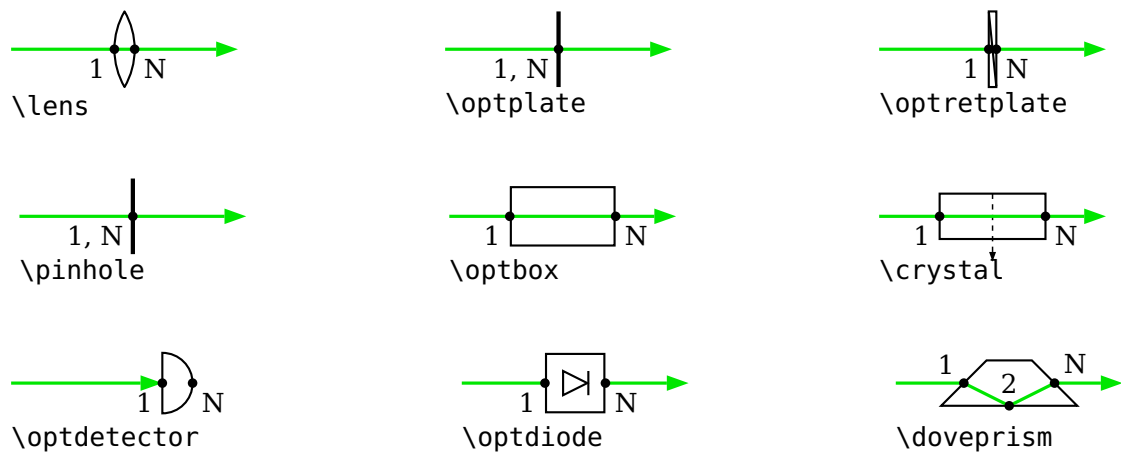 1 N
\lens
1, N
\optplate
1 N
\optretplate
1, N
\pinhole
1 N
\optbox
1 N
\crystal
1 N
\optdetector
1 N
\optdiode
1 2 N
\doveprism